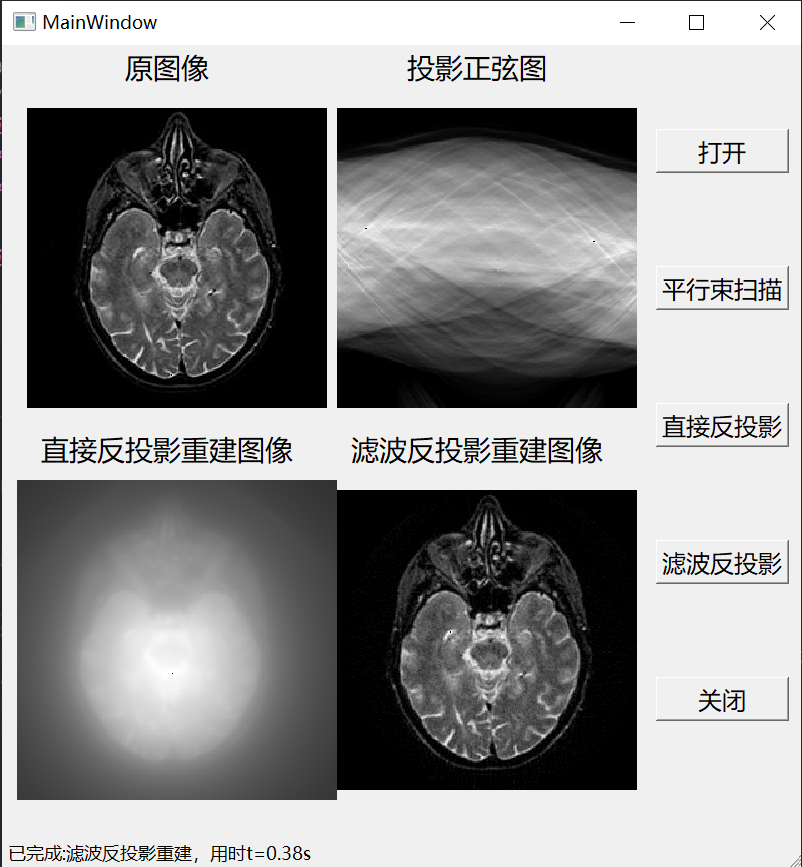 MainWindow
原图像
投影正弦图
打开
平行束扫描
直接反投影
直接反投影重建图像
滤波反投影重建图像
滤波反投影
关闭
已完成:滤波反投影重建，用时t=0.38s